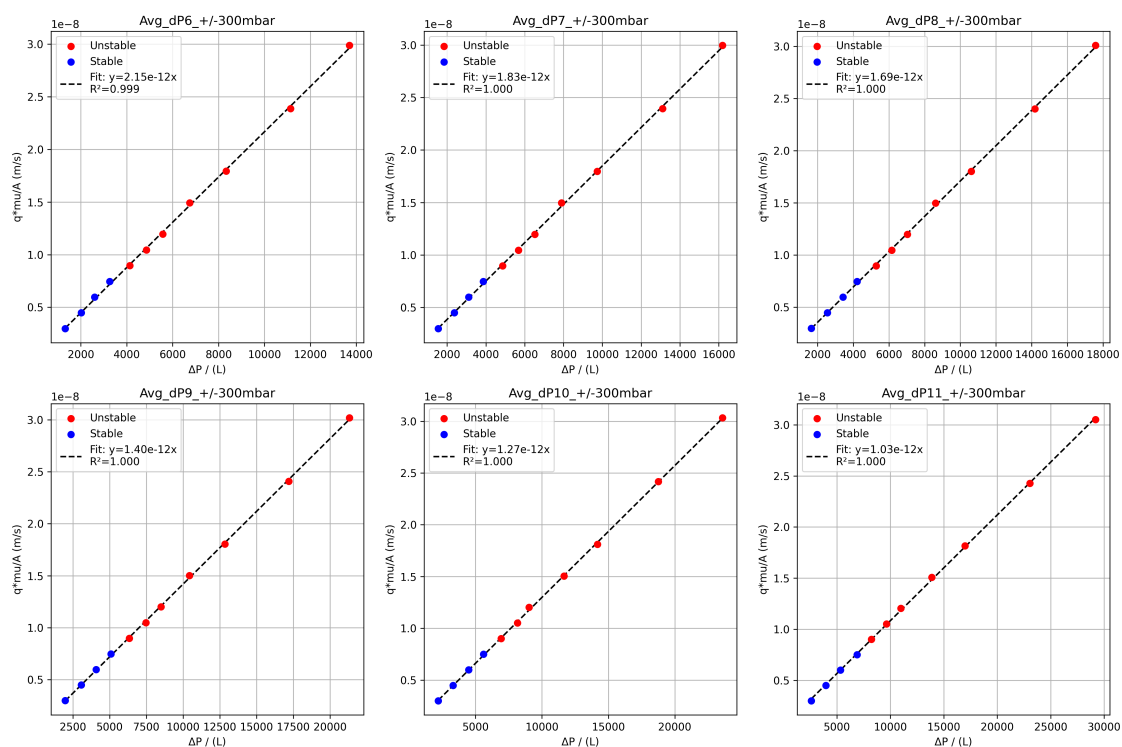 Avg_dP6_+/-300mbar
1e−8
Unstable
Stable
Fit: y=2.15e-12x
R²=0.999
3.0
2.5
2.0
1.5
1.0
0.5
q*mu/A (m/s)
2000 4000 6000 8000 10000 12000 14000
ΔP / (L)
Avg_dP7_+/-300mbar
1e−8
Unstable
Stable
Fit: y=1.83e-12x
R²=1.000
3.0
2.5
2.0
1.5
1.0
0.5
q*mu/A (m/s)
2000 4000 6000 8000 10000 12000 14000 16000
ΔP / (L)
Avg_dP8_+/-300mbar
1e−8
Unstable
Stable
Fit: y=1.69e-12x
R²=1.000
3.0
2.5
2.0
1.5
1.0
0.5
q*mu/A (m/s)
2000 4000 6000 8000 10000 12000 14000 16000 18000
ΔP / (L)
Avg_dP9_+/-300mbar
1e−8
Unstable
Stable
Fit: y=1.40e-12x
R²=1.000
3.0
2.5
2.0
1.5
1.0
0.5
q*mu/A (m/s)
2500 5000 7500 10000 12500 15000 17500 20000
ΔP / (L)
Avg_dP10_+/-300mbar
1e−8
Unstable
Stable
Fit: y=1.27e-12x
R²=1.000
3.0
2.5
2.0
1.5
1.0
0.5
q*mu/A (m/s)
5000 10000 15000 20000
ΔP / (L)
Avg_dP11_+/-300mbar
1e−8
Unstable
Stable
Fit: y=1.03e-12x
R²=1.000
3.0
2.5
2.0
1.5
1.0
0.5
q*mu/A (m/s)
5000 10000 15000 20000 25000 30000
ΔP / (L)